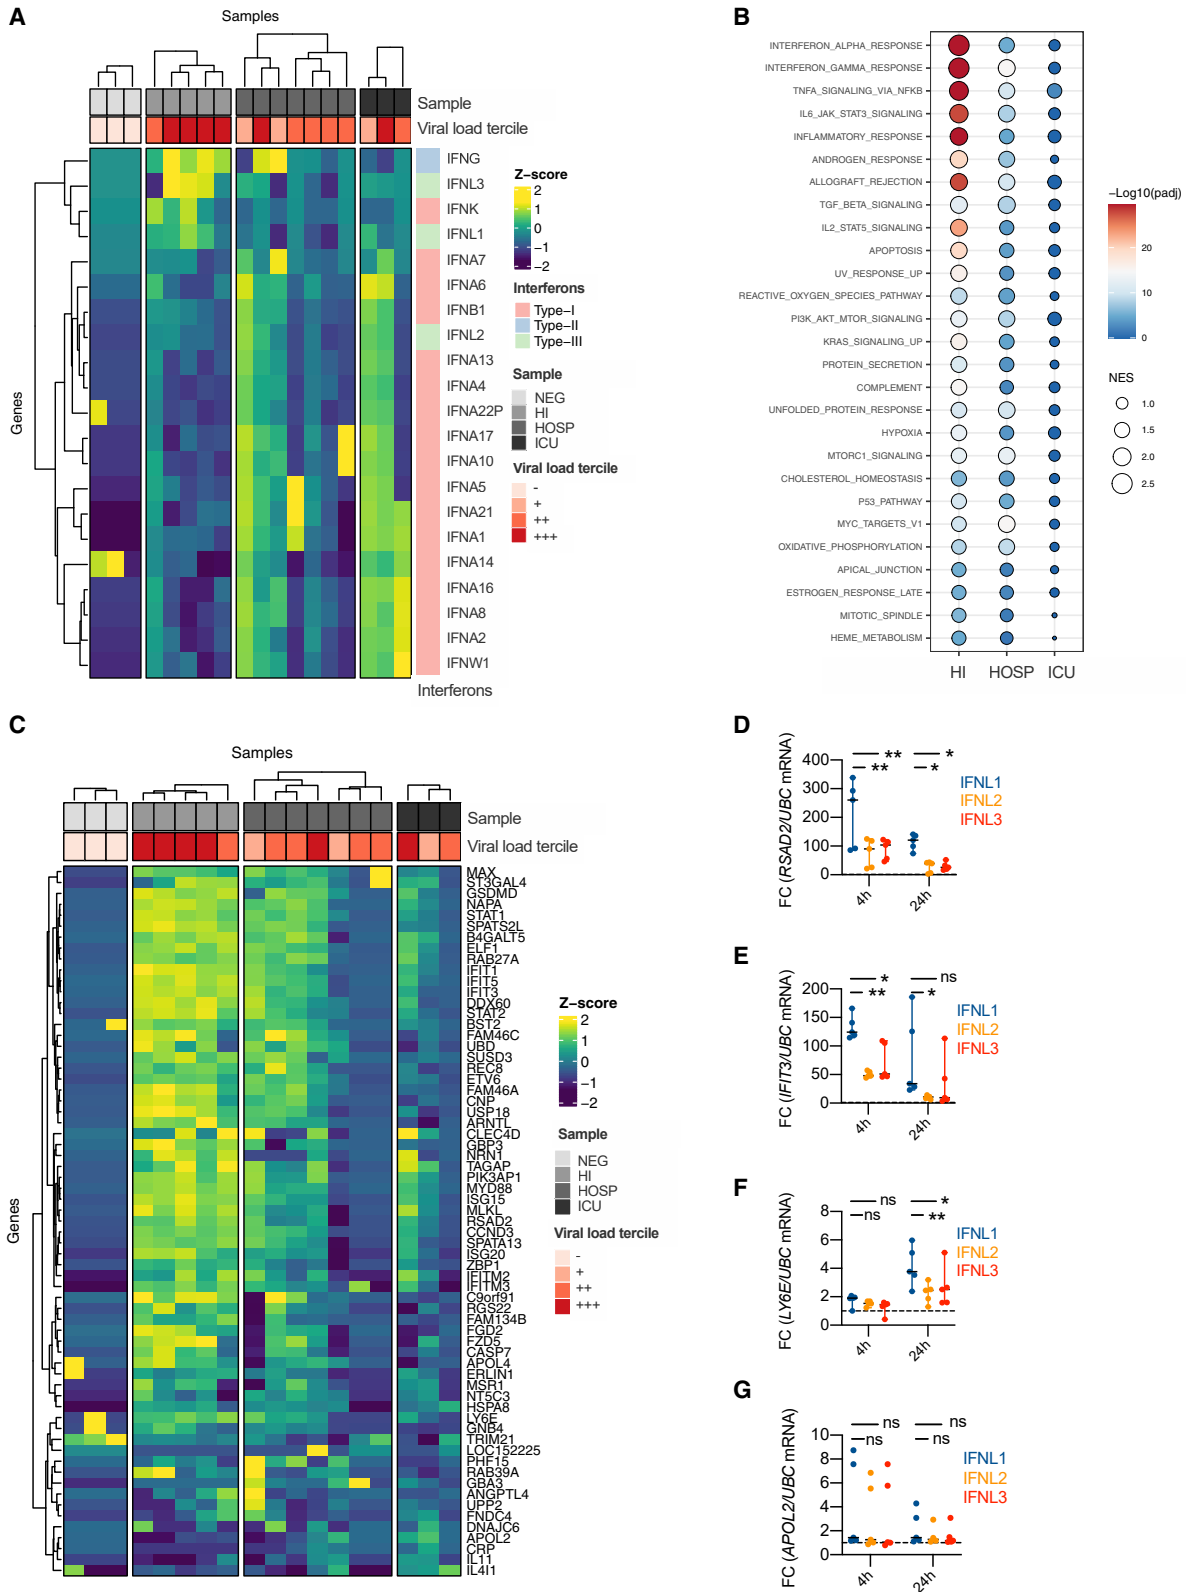 A
Samples
Sample
Viral load tercile
IFNG
IFNL3
IFNK
IFNL1
IFNA7
IFNA6
IFNB1
IFNL2
IFNA13
IFNA4
IFNA22P
IFNA17
IFNA10
IFNA5
IFNA21
IFNA1
IFNA14
IFNA16
IFNA8
IFNA2
IFNW1
Interferons
Genes
Z-score
2
1
0
-1
-2
Interferons
Type-I
Type-II
Type-III
Sample
NEG
HI
HOSP
ICU
Viral load tercile
-
+
++
+++
B
INTERFERON_ALPHA_RESPONSE
INTERFERON_GAMMA_RESPONSE
TNFA_SIGNALING_VIA_NFKB
IL6_JAK_STAT3_SIGNALING
INFLAMMATORY_RESPONSE
ANDROGEN_RESPONSE
ALLOGRAFT_REJECTION
TGF_BETA_SIGNALING
IL2_STAT5_SIGNALING
APOPTOSIS
UV_RESPONSE_UP
REACTIVE_OXYGEN_SPECIES_PATHWAY
PI3K_AKT_MTOR_SIGNALING
KRAS_SIGNALING_UP
PROTEIN_SECRETION
COMPLEMENT
UNFOLDED_PROTEIN_RESPONSE
HYPOXIA
MTORC1_SIGNALING
CHOLESTEROL_HOMEOSTASIS
P53_PATHWAY
MYC_TARGETS_V1
OXIDATIVE_PHOSPHORYLATION
APICAL_JUNCTION
ESTROGEN_RESPONSE_LATE
MITOTIC_SPINDLE
HEME_METABOLISM
HI HOSP ICU
-Log10(padj)
20
10
0
NES
1.0
1.5
2.0
2.5
C
Samples
Sample
Viral load tercile
MAX
ST3GAL4
GSDMD
NAPA
STAT1
SPATS2L
B4GALT5
ELF1
RAB27A
IFIT1
IFIT5
IFIT3
DDX60
STAT2
BST2
FAM46C
UBD
SUSD3
REC8
ETV6
FAM46A
CNP
USP18
ARNTL
CLEC4D
GBP3
NRN1
TAGAP
PIK3AP1
MYD88
ISG15
MLKL
RSAD2
CCND3
SPATA13
ISG20
ZBP1
IFITM2
IFITM3
C9orf91
RGS22
FAM134B
FGD2
FZD5
CASP7
APOL4
ERLIN1
MSR1
NT5C3
HSPA8
LY6E
GNB4
TRIM21
LOC152225
PHF15
RAB39A
GBA3
ANGPTL4
UPP2
FNDC4
DNAJC6
APOL2
CRP
IL11
IL4I1
Genes
Z-score
2
1
0
-1
-2
Sample
NEG
HI
HOSP
ICU
Viral load tercile
-
+
++
+++
D
FC (RSAD2/UBC mRNA)
400
300
200
100
0
** *
** *
4h 24h
IFNL1
IFNL2
IFNL3
E
FC (IFIT3/UBC mRNA)
200
150
100
50
0
* ns
** *
4h 24h
IFNL1
IFNL2
IFNL3
F
FC (LY6E/UBC mRNA)
8
6
4
2
0
ns *
ns **
4h 24h
IFNL1
IFNL2
IFNL3
G
FC (APOL2/UBC mRNA)
10
8
6
4
2
0
ns ns
ns ns
4h 24h
IFNL1
IFNL2
IFNL3